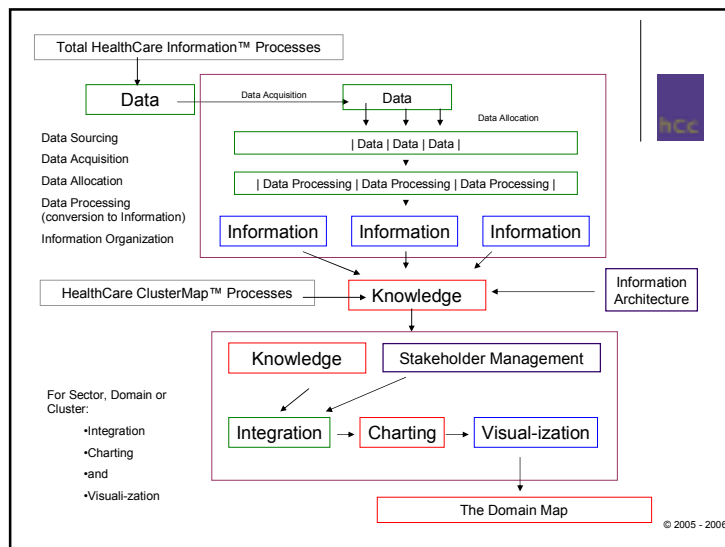 Total HealthCare Information™ Processes
Data
Data Acquisition
Data
Data Allocation
hcc
Data Sourcing
Data Acquisition
Data Allocation
Data Processing
(conversion to Information)
Information Organization
| Data | Data | Data |
| Data Processing | Data Processing | Data Processing |
Information
Information
Information
HealthCare ClusterMap™ Processes
Knowledge
Information
Architecture
Knowledge
Stakeholder Management
For Sector, Domain or
Cluster:
•Integration
•Charting
•and
•Visuali-zation
Integration
Charting
Visual-ization
The Domain Map
© 2005 - 2006